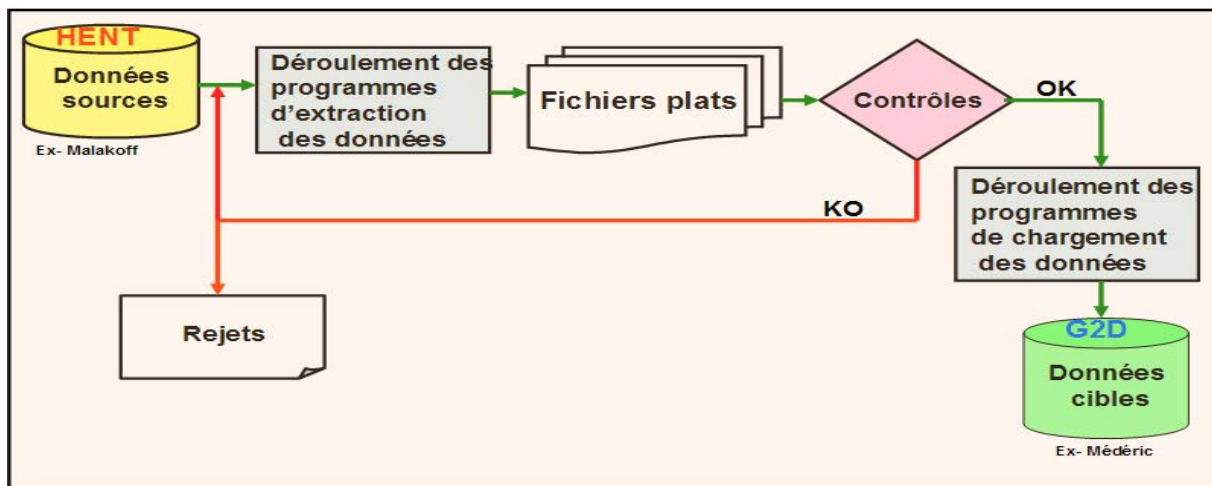 HENT
Données
sources
Ex- Malakoff
Déroulement des
programmes
d'extraction
des données
Fichiers plats
Contrôles
OK
KO
Déroulement des
programmes
de chargement
des données
Rejets
G2D
Données
cibles
Ex- Médéric